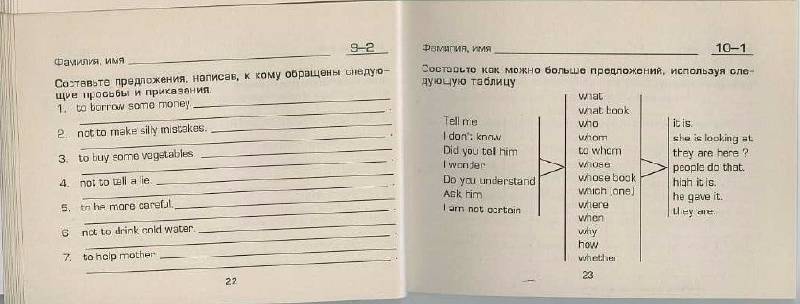 9–2
Фамилия, имя
Составьте предложения, написав, к кому обращены следую-
щие просьбы и приказания.
1. to borrow some money.
2. not to make silly mistakes.
3. to buy some vegetables.
4. not to tell a lie.
5. to be more careful.
6 not to drink cold water.
7. to help mother.
22
Фамилия, имя
10–1
Составьте как можно больше предложений, используя сле-
дующую таблицу
Tell me
I don't know
Did you tell him
I wonder
Do you understand
Ask him
I am not certain
what
what book
who
whom
to whom
whose
whose book
which (one)
where
when
why
how
whether
it is.
she is looking at.
they are here ?
people do that.
high it is.
he gave it.
they are.
23